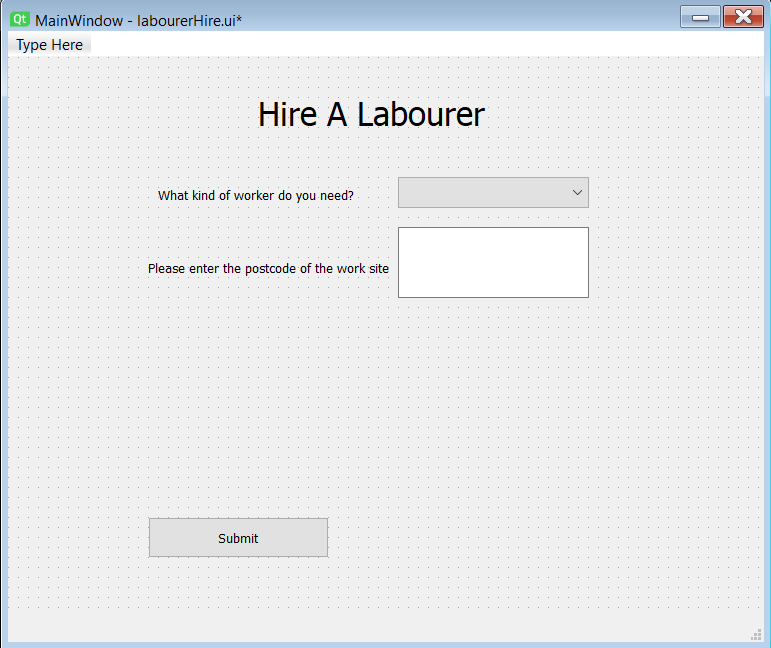 Qt MainWindow - labourerHire.ui*
Type Here
Hire A Labourer
What kind of worker do you need?
Please enter the postcode of the work site
Submit